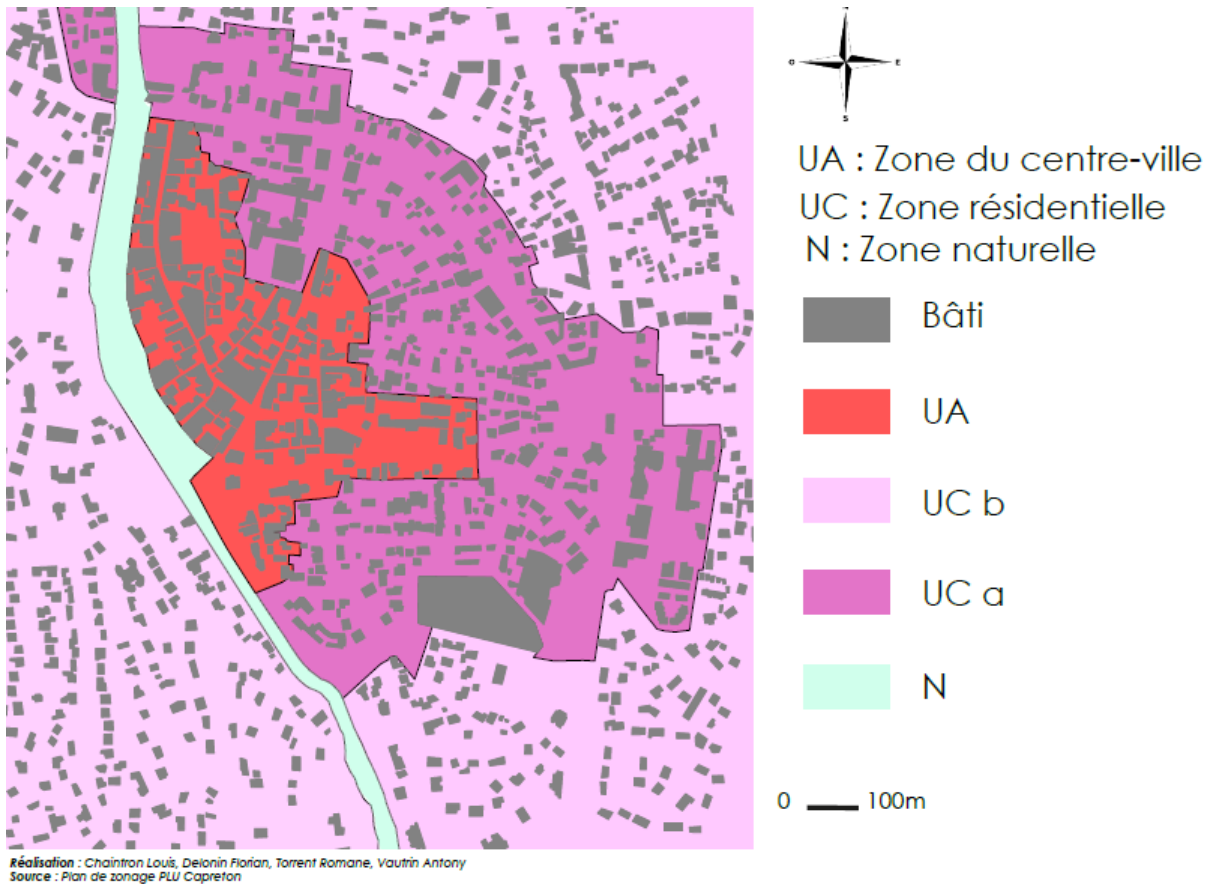 O
E
S
UA : Zone du centre-ville
UC : Zone résidentielle
N : Zone naturelle
Bâti
UA
UC b
UC a
N
0 100m
Réalisation : Chaintron Louis, Delonin Florian, Torrent Romane, Vautrin Antony
Source : Plan de zonage PLU Capreton